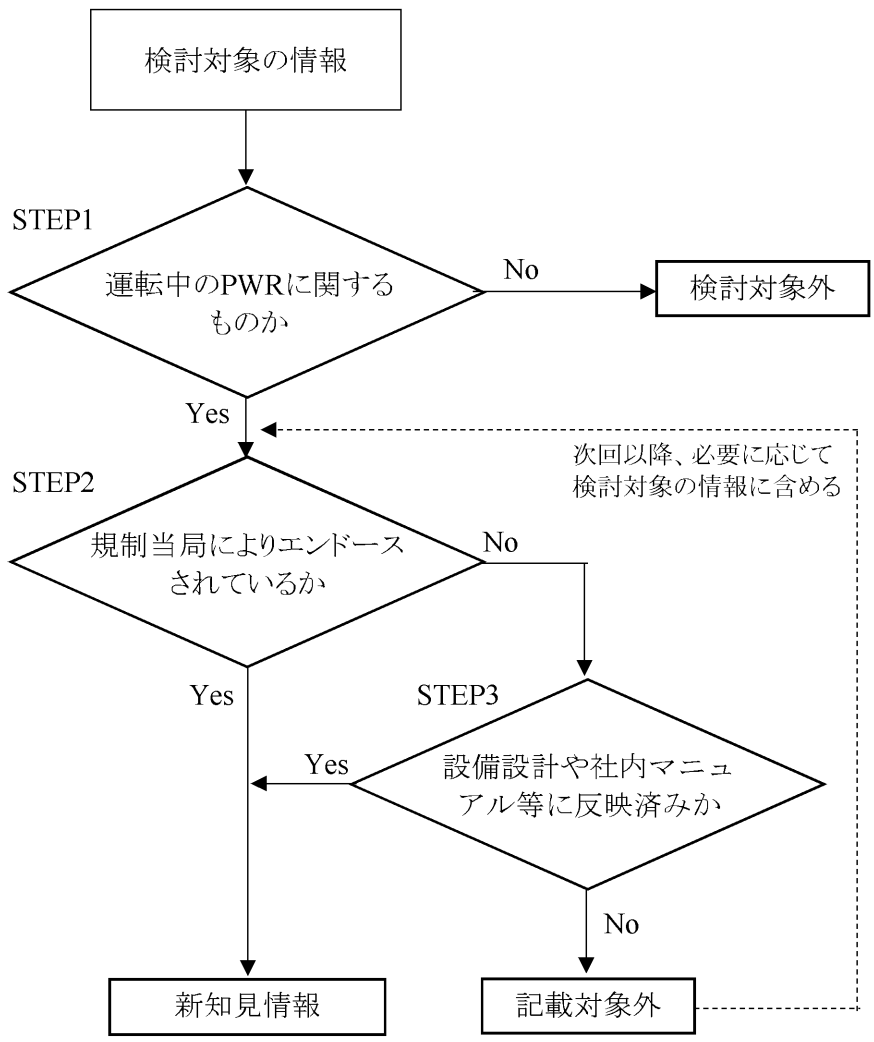 検討対象の情報
STEP1
運転中のPWRに関する
ものか
No
検討対象外
Yes
次回以降、必要に応じて
検討対象の情報に含める
STEP2
規制当局によりエンドース
されているか
No
Yes
STEP3
設備設計や社内マニュ
アル等に反映済みか
Yes
No
新知見情報
記載対象外